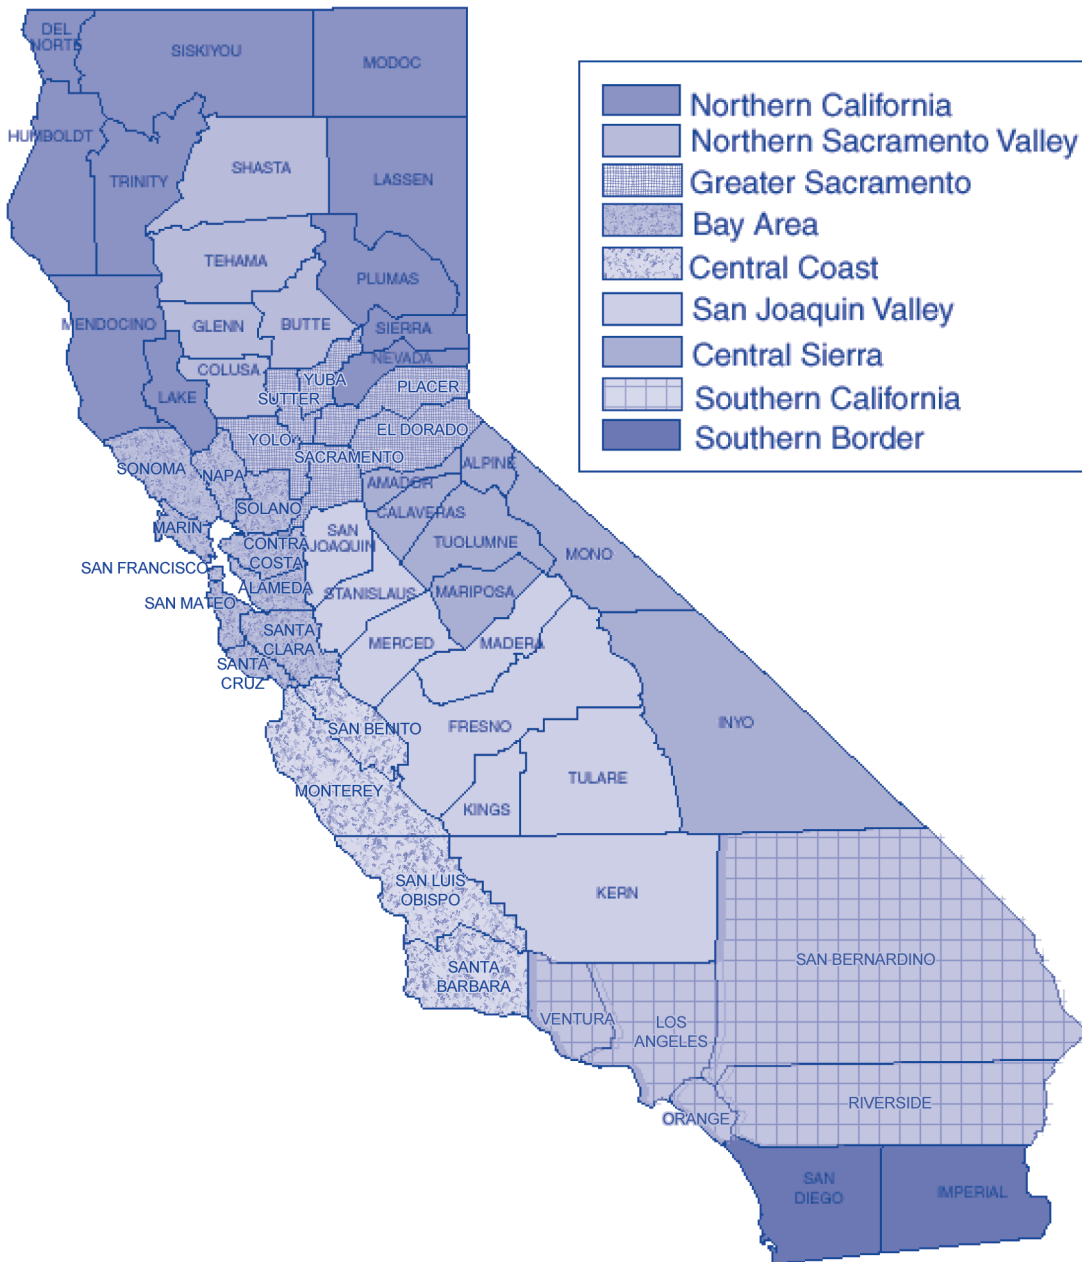 DEL
NORTE
SISKIYOU
MODOC
HUMBOLDT
TRINITY
SHASTA
LASSEN
TEHAMA
PLUMAS
MENDOCINO
GLENN
BUTTE
SIERRA
NEVADA
COLUSA
LAKE
YUBA
SUTTER
PLACER
YOLO
EL DORADO
SACRAMENTO
SONOMA
NAPA
ALPINE
AMADOR
SOLANO
CALAVERAS
MARIN
SAN
JOAQUIN
TUOLUMNE
MONO
CONTRA
COSTA
SAN FRANCISCO
ALAMEDA
STANISLAUS
MARIPOSA
SAN MATEO
SANTA
CLARA
MERCED
MADERA
SANTA
CRUZ
SAN BENITO
FRESNO
INYO
MONTEREY
KINGS
TULARE
SAN LUIS
OBISPO
KERN
SANTA
BARBARA
SAN BERNARDINO
VENTURA
LOS
ANGELES
ORANGE
RIVERSIDE
SAN
DIEGO
IMPERIAL
Northern California
Northern Sacramento Valley
Greater Sacramento
Bay Area
Central Coast
San Joaquin Valley
Central Sierra
Southern California
Southern Border